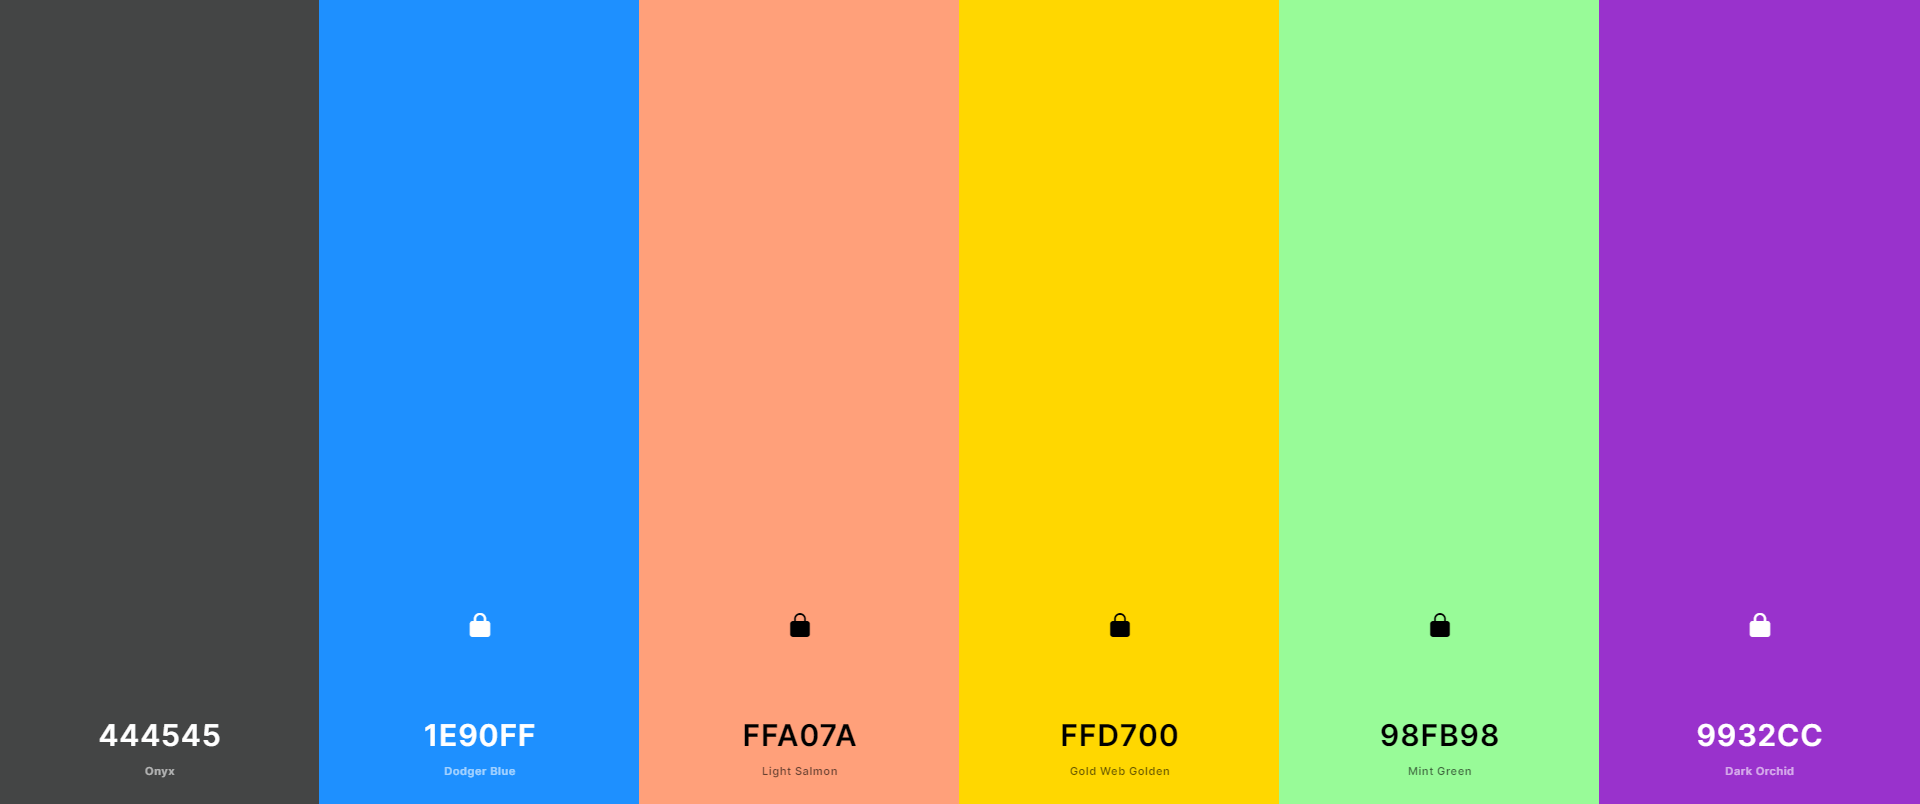 444545
Onyx
1E90FF
Dodger Blue
FFA07A
Light Salmon
FFD700
Gold Web Golden
98FB98
Mint Green
9932CC
Dark Orchid